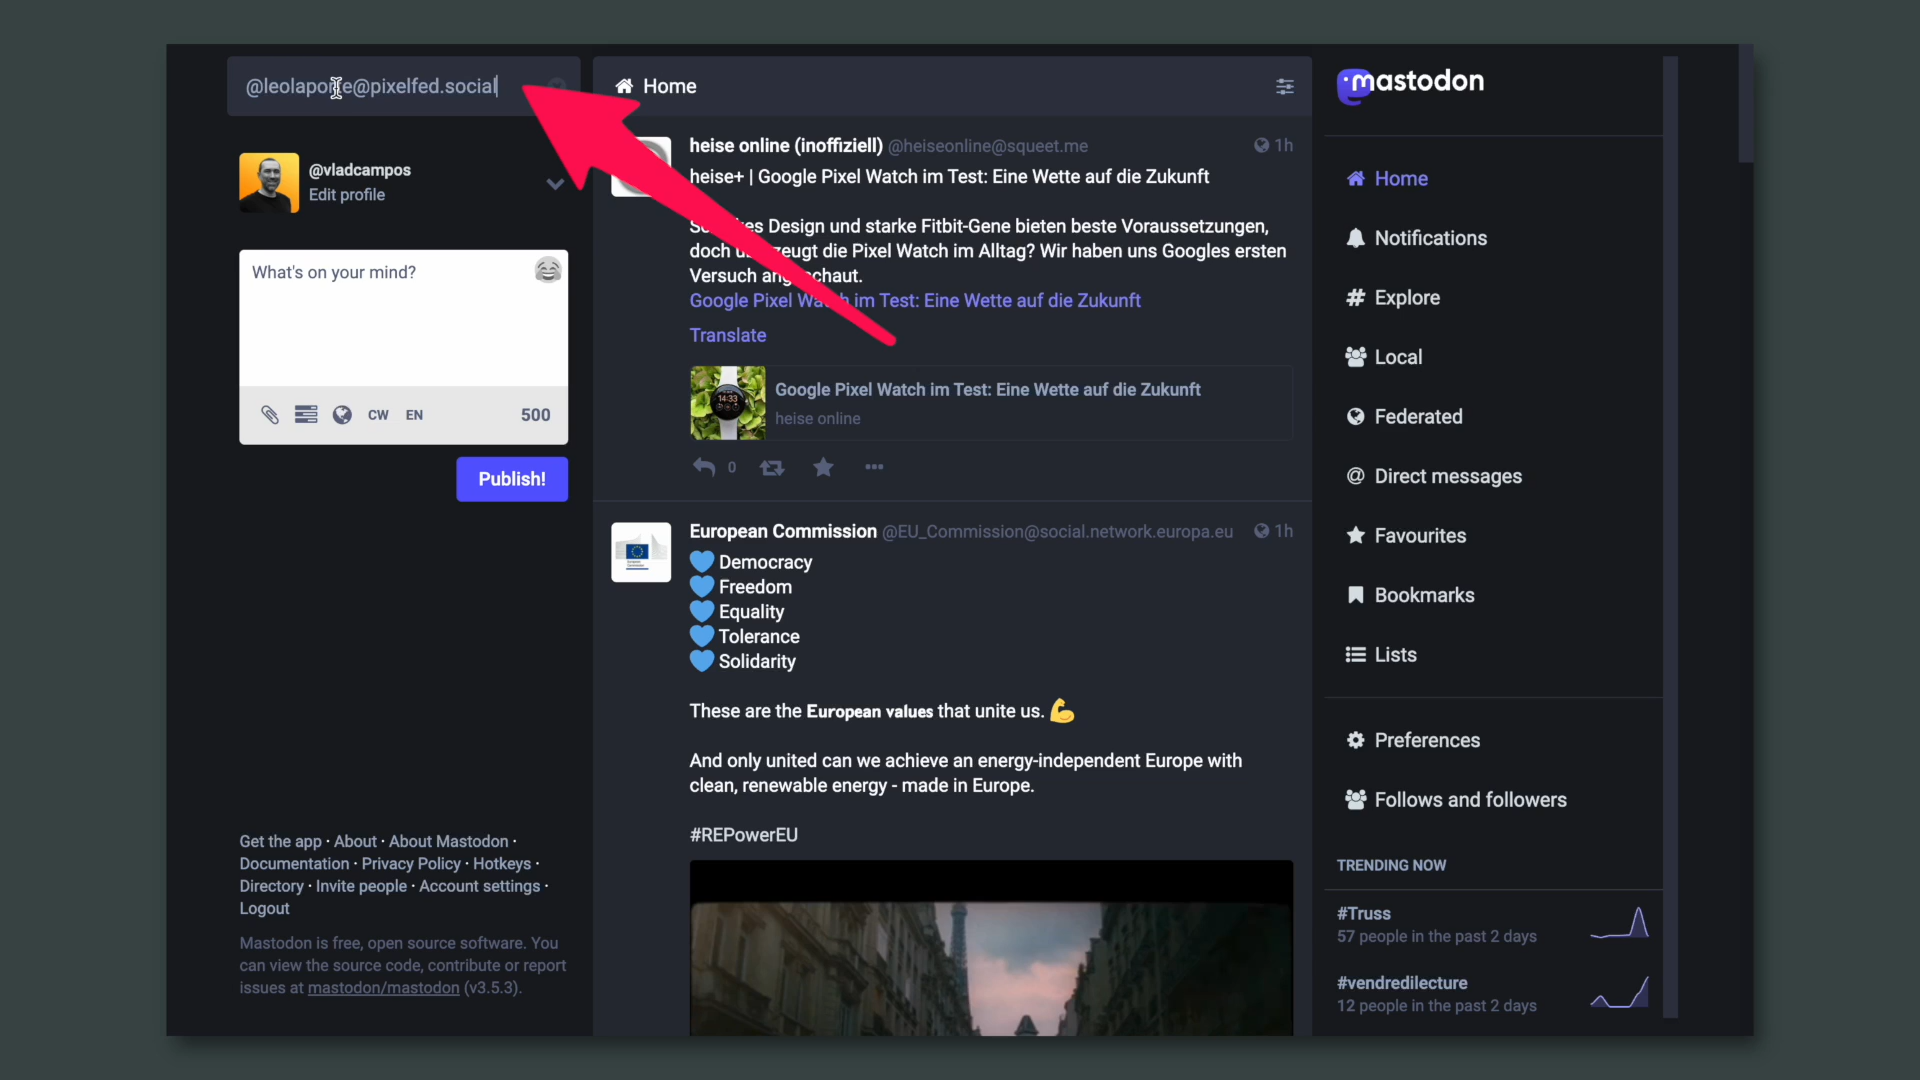 @leolapo e@pixelfed.social
@vladcampos
Edit profile
What's on your mind?
CW EN 500
Publish!
Get the app · About · About Mastodon ·
Documentation · Privacy Policy · Hotkeys ·
Directory · Invite people · Account settings ·
Logout
Mastodon is free, open source software. You
can view the source code, contribute or report
issues at mastodon/mastodon (v3.5.3).
Home
heise online (inoffiziell) @heiseonline@squeet.me 1h
heise+ | Google Pixel Watch im Test: Eine Wette auf die Zukunft
Design und starke Fitbit-Gene bieten beste Voraussetzungen,
doch die Pixel Watch im Alltag? Wir haben uns Googles ersten
Versuch
Google Pixel Watch im Test: Eine Wette auf die Zukunft
Translate
14:33
Google Pixel Watch im Test: Eine Wette auf die Zukunft
heise online
0
European Commission @EU_Commission@social.network.europa.eu 1h
💙 Democracy
💙 Freedom
💙 Equality
💙 Tolerance
💙 Solidarity
These are the European values that unite us. 💪
And only united can we achieve an energy-independent Europe with
clean, renewable energy - made in Europe.
#REPowerEU
mastodon
Home
Notifications
Explore
Local
Federated
Direct messages
Favourites
Bookmarks
Lists
Preferences
Follows and followers
TRENDING NOW
#Truss
57 people in the past 2 days
#vendredilecture
12 people in the past 2 days